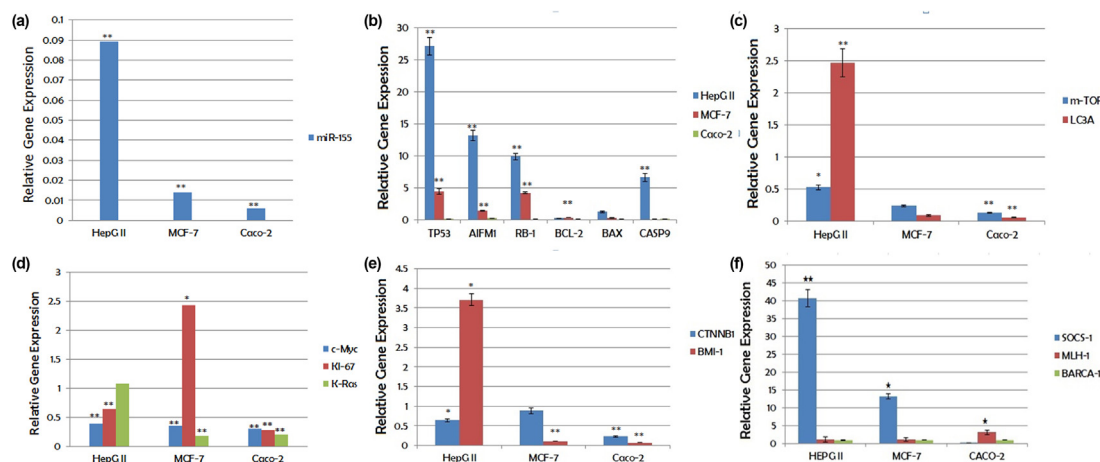 (a)
Relative Gene Expression
0.1
0.09
0.08
0.07
0.06
0.05
0.04
0.03
0.02
0.01
0
**
**
**
HepG II
MCF-7
Caco-2
miR-155
(b)
Relative Gene Expession
35
30
25
20
15
10
5
0
**
**
**
**
**
**
**
**
TP53
AIFM1
RB-1
BCL-2
BAX
CASP9
HepG II
MCF-7
Caco-2
(c)
Relative Gene Expression
3
2.5
2
1.5
1
0.5
0
*
**
**
**
HepG II
MCF-7
Caco-2
m-TOR
LC3A
(d)
Relative Gene Expression
3
2.5
2
1.5
1
0.5
0
**
**
**
*
**
**
**
**
HepG II
MCF-7
Caco-2
c-Myc
KI-67
K-Ras
(e)
Relative Gene Expression
4.5
4
3.5
3
2.5
2
1.5
1
0.5
0
*
*
**
**
**
HepG II
MCF-7
Caco-2
CTNNB1
BMI-1
(f)
Relative Gene Expression
50
45
40
35
30
25
20
15
10
5
0
★★
★
★
HEPG II
MCF-7
CACO-2
SOCS-1
MLH-1
BARCA-1